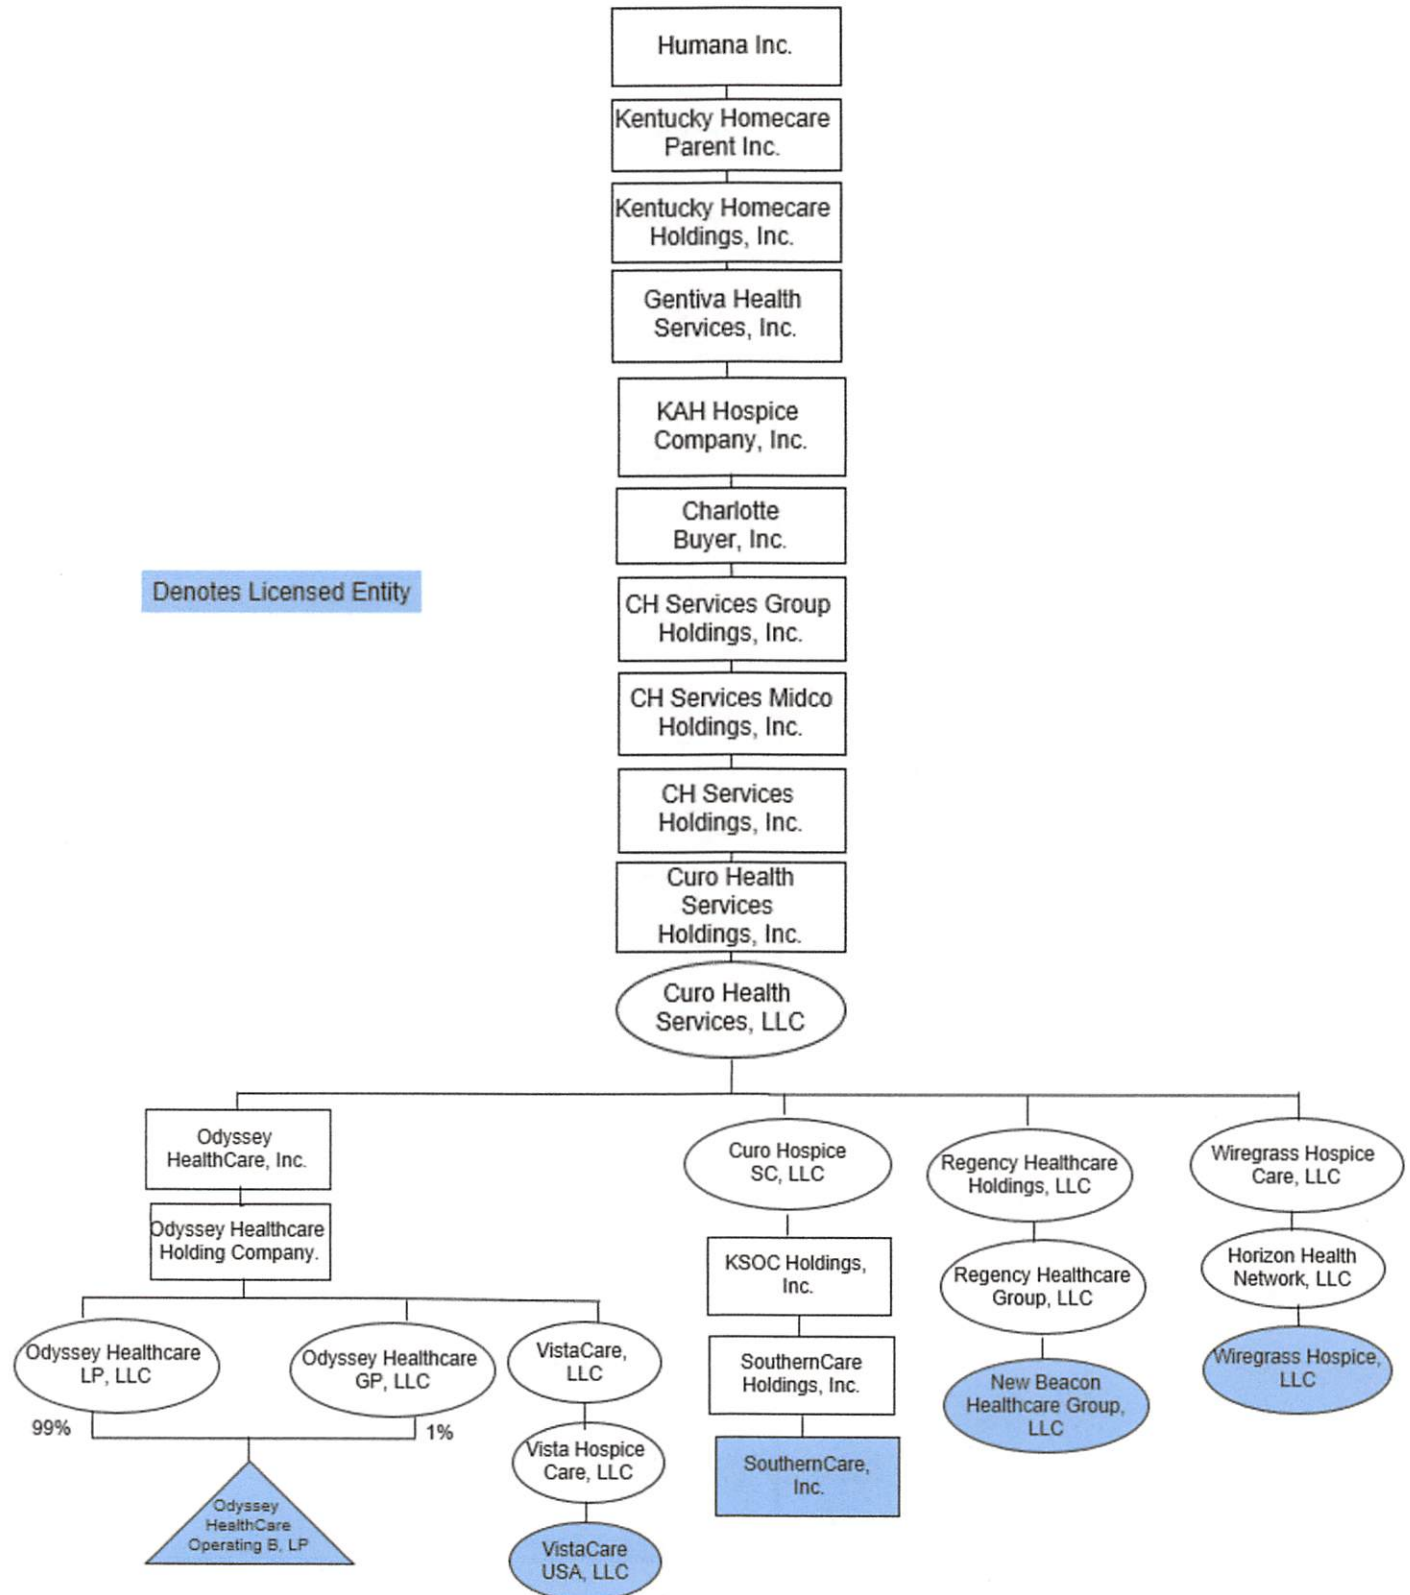 Humana Inc.
Kentucky Homecare
Parent Inc.
Kentucky Homecare
Holdings, Inc.
Gentiva Health
Services, Inc.
KAH Hospice
Company, Inc.
Charlotte
Buyer, Inc.
Denotes Licensed Entity
CH Services Group
Holdings, Inc.
CH Services Midco
Holdings, Inc.
CH Services
Holdings, Inc.
Curo Health
Services
Holdings, Inc.
Curo Health
Services, LLC
Odyssey
HealthCare, Inc.
Odyssey Healthcare
Holding Company.
Odyssey Healthcare
LP, LLC
99%
Odyssey Healthcare
GP, LLC
1%
Odyssey
HealthCare
Operating B, LP
VistaCare,
LLC
Vista Hospice
Care, LLC
VistaCare
USA, LLC
Curo Hospice
SC, LLC
KSOC Holdings,
Inc.
SouthernCare
Holdings, Inc.
SouthernCare,
Inc.
Regency Healthcare
Holdings, LLC
Regency Healthcare
Group, LLC
New Beacon
Healthcare Group,
LLC
Wiregrass Hospice
Care, LLC
Horizon Health
Network, LLC
Wiregrass Hospice,
LLC